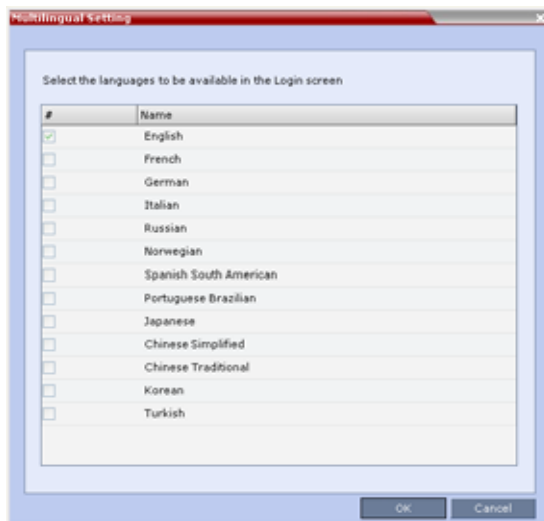 Multilingual Setting
Select the languages to be available in the Login screen
# Name
English
French
German
Italian
Russian
Norwegian
Spanish South American
Portuguese Brazilian
Japanese
Chinese Simplified
Chinese Traditional
Korean
Turkish
OK Cancel